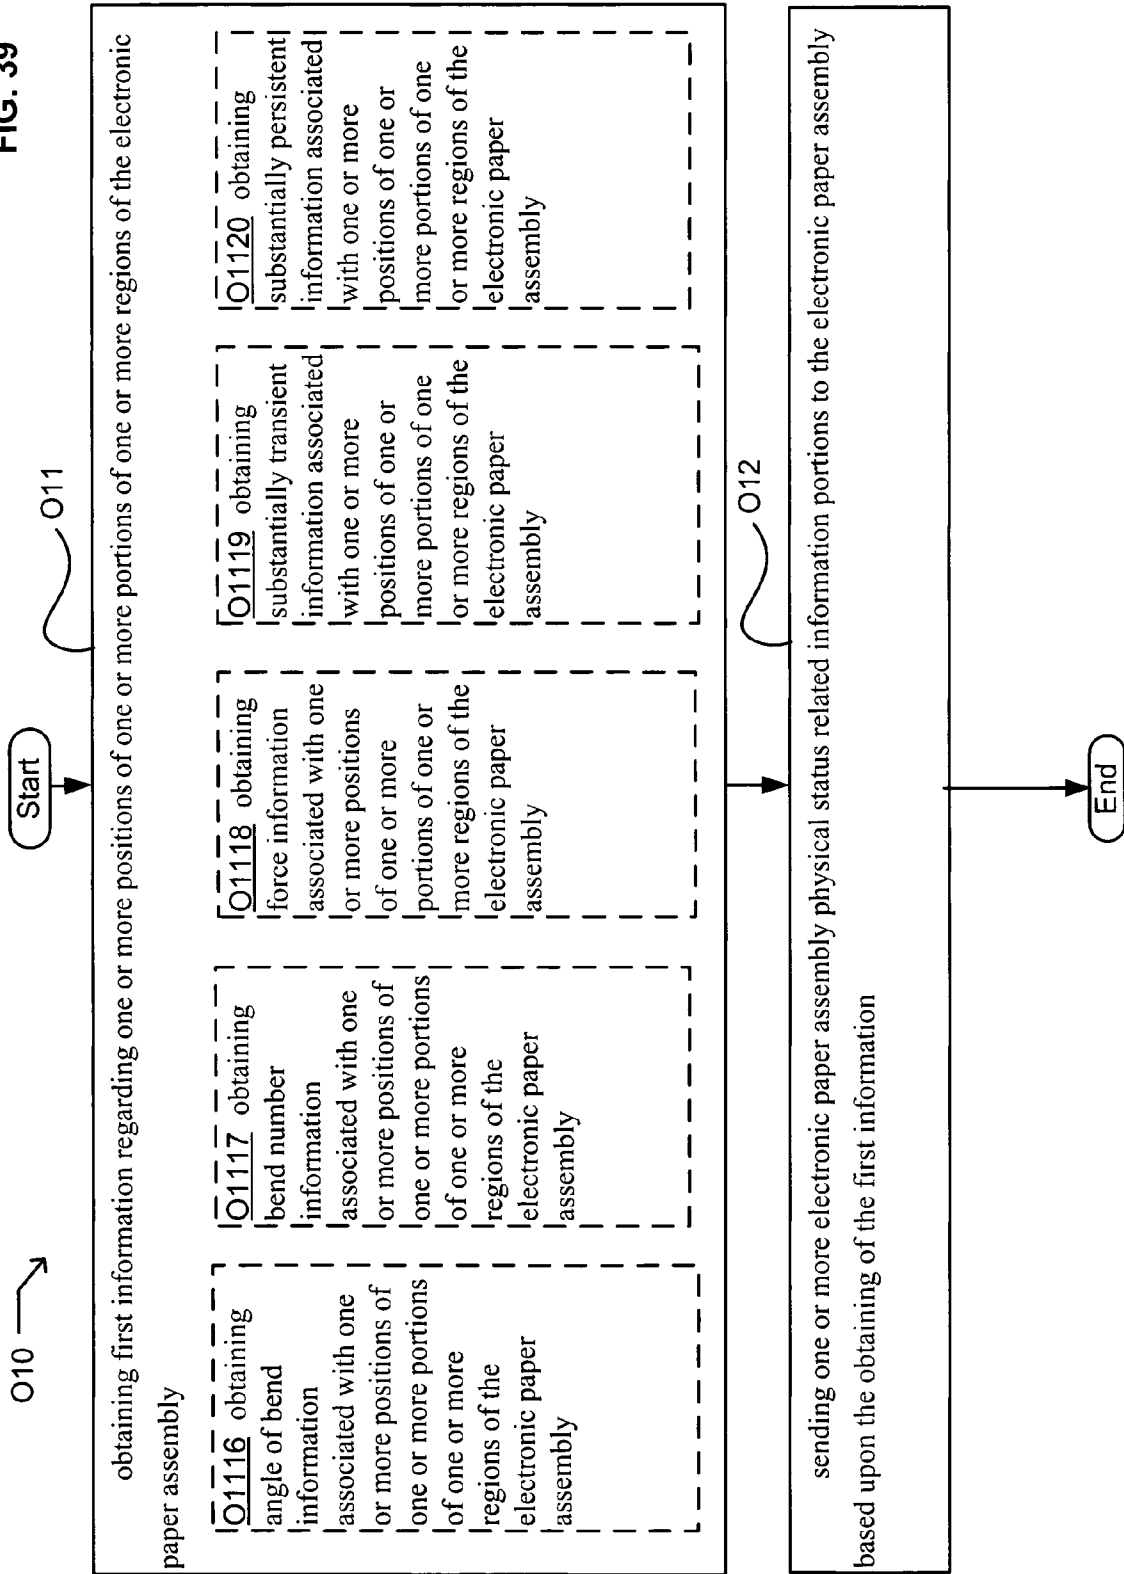 FIG. 39
O10
Start
O11
obtaining first information regarding one or more positions of one or more portions of one or more regions of the electronic
paper assembly
O1116 obtaining
angle of bend
information
associated with one
or more positions of
one or more portions
of one or more
regions of the
electronic paper
assembly
O1117 obtaining
bend number
information
associated with one
or more positions of
one or more portions
of one or more
regions of the
electronic paper
assembly
O1118 obtaining
force information
associated with one
or more positions
of one or more
portions of one or
more regions of the
electronic paper
assembly
O1119 obtaining
substantially transient
information associated
with one or more
positions of one or
more portions of one
or more regions of the
electronic paper
assembly
O1120 obtaining
substantially persistent
information associated
with one or more
positions of one or
more portions of one
or more regions of the
electronic paper
assembly
O12
sending one or more electronic paper assembly physical status related information portions to the electronic paper assembly
based upon the obtaining of the first information
End